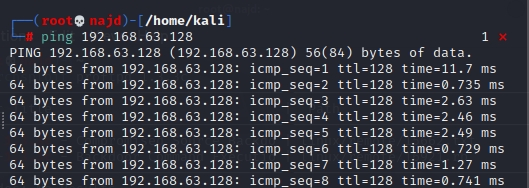 ┌──(root💀najd)-[/home/kali]
└─# ping 192.168.63.128 1 ⨯
PING 192.168.63.128 (192.168.63.128) 56(84) bytes of data.
64 bytes from 192.168.63.128: icmp_seq=1 ttl=128 time=11.7 ms
64 bytes from 192.168.63.128: icmp_seq=2 ttl=128 time=0.735 ms
64 bytes from 192.168.63.128: icmp_seq=3 ttl=128 time=2.63 ms
64 bytes from 192.168.63.128: icmp_seq=4 ttl=128 time=2.46 ms
64 bytes from 192.168.63.128: icmp_seq=5 ttl=128 time=2.49 ms
64 bytes from 192.168.63.128: icmp_seq=6 ttl=128 time=0.729 ms
64 bytes from 192.168.63.128: icmp_seq=7 ttl=128 time=1.27 ms
64 bytes from 192.168.63.128: icmp_seq=8 ttl=128 time=0.741 ms